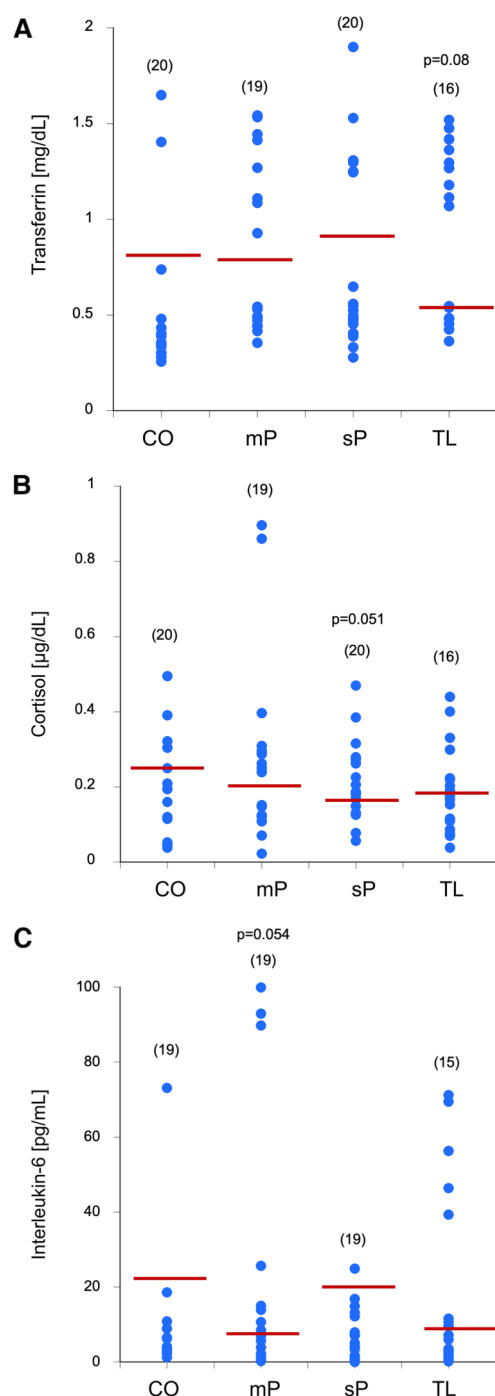 A
Transferrin [mg/dL]
2
1.5
1
0.5
0
(20)
(19)
(20)
p=0.08
(16)
CO mP sP TL
B
Cortisol [µg/dL]
1
0.8
0.6
0.4
0.2
0
(20)
(19)
p=0.051
(20)
(16)
CO mP sP TL
C
Interleukin-6 [pg/mL]
100
80
60
40
20
0
(19)
p=0.054
(19)
(19)
(15)
CO mP sP TL